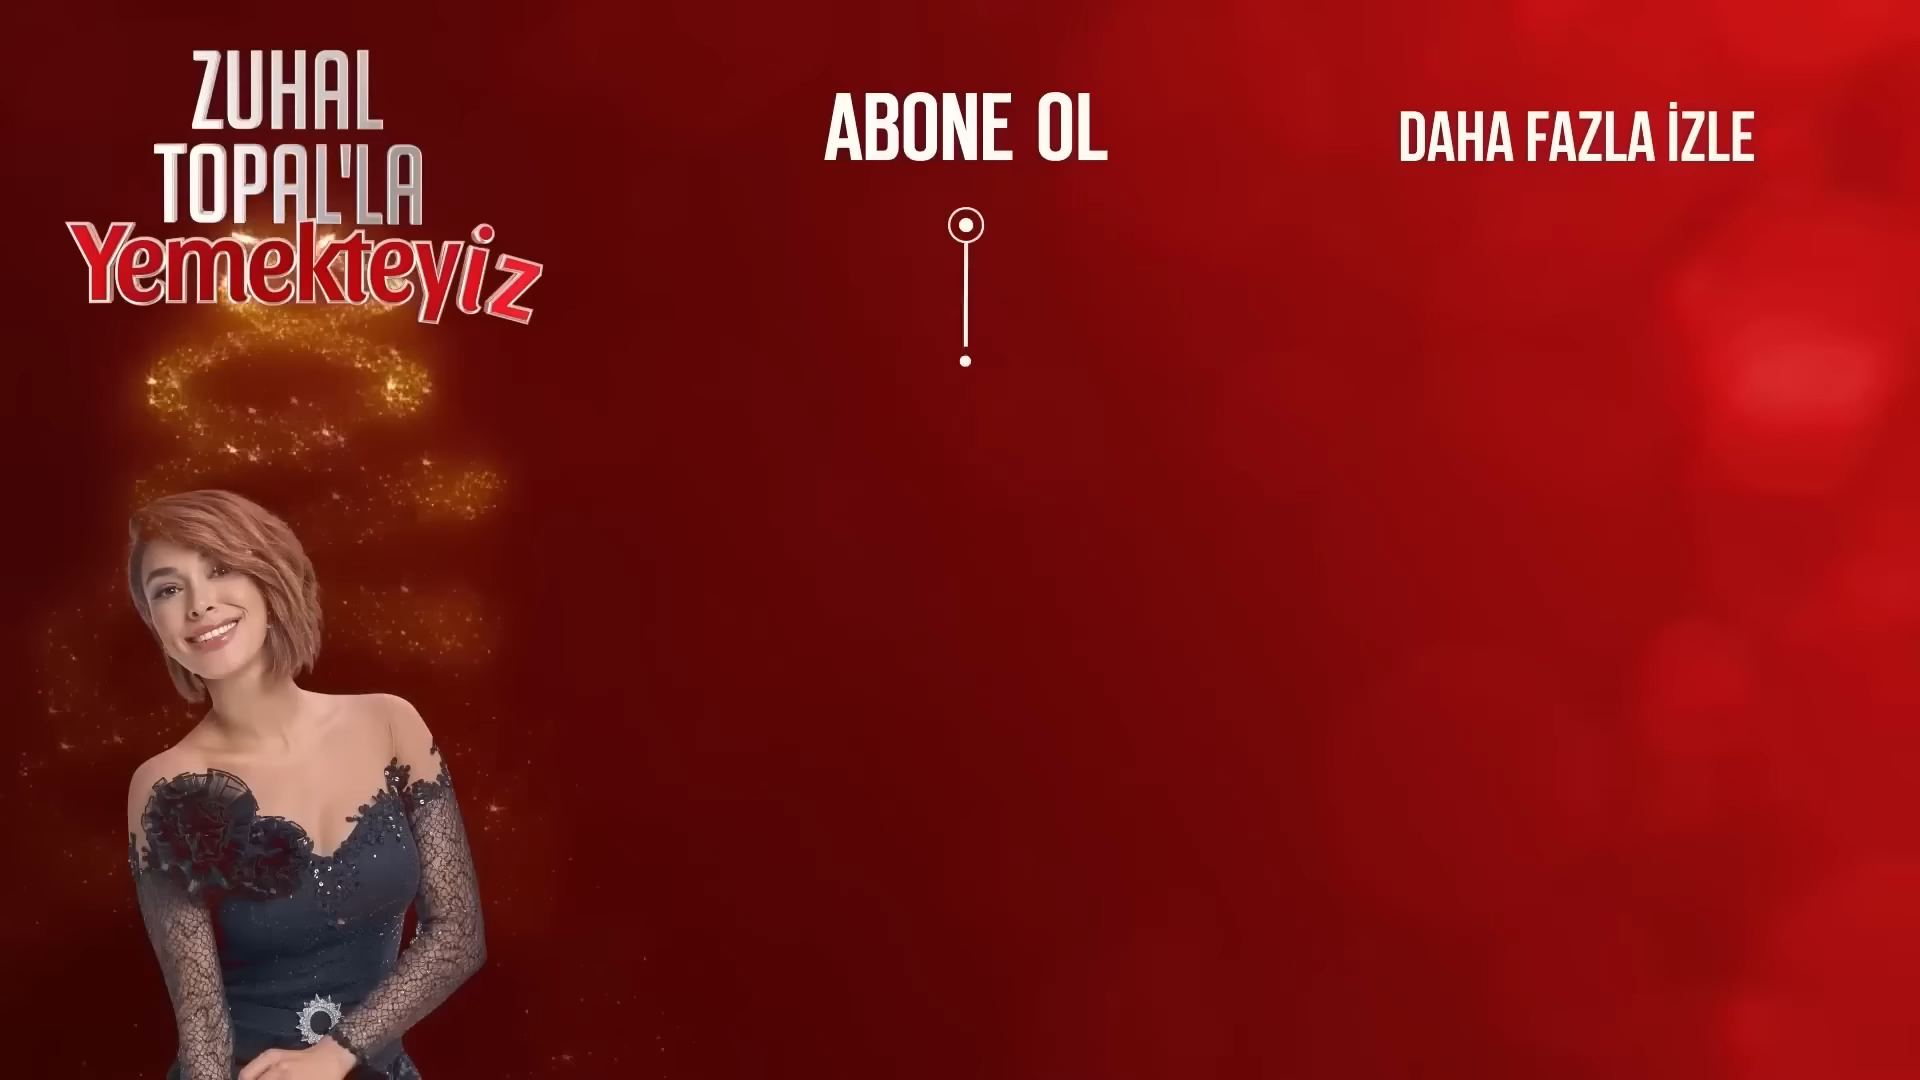 ZUHAL
TOPAL'LA
Yemekteyiz
ABONE OL
DAHA FAZLA İZLE